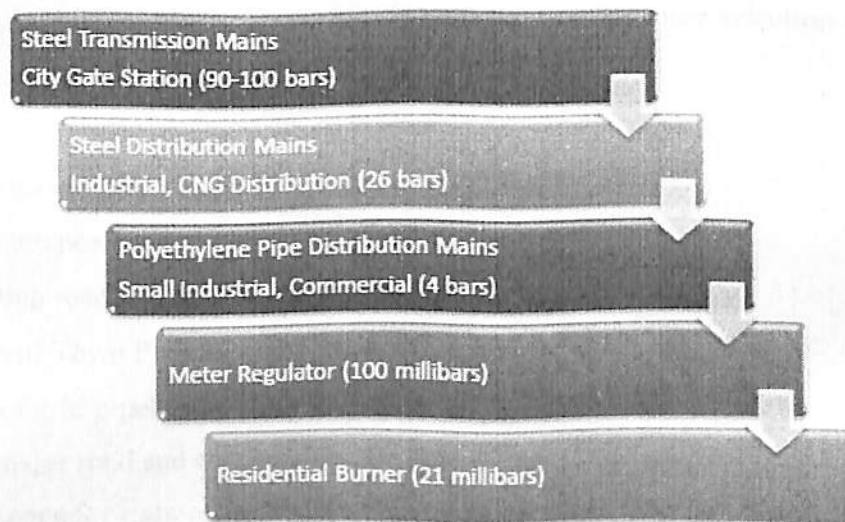 Steel Transmission Mains
City Gate Station (90-100 bars)
Steel Distribution Mains
Industrial, CNG Distribution (26 bars)
Polyethylene Pipe Distribution Mains
Small Industrial, Commercial (4 bars)
Meter Regulator (100 millibars)
Residential Burner (21 millibars)